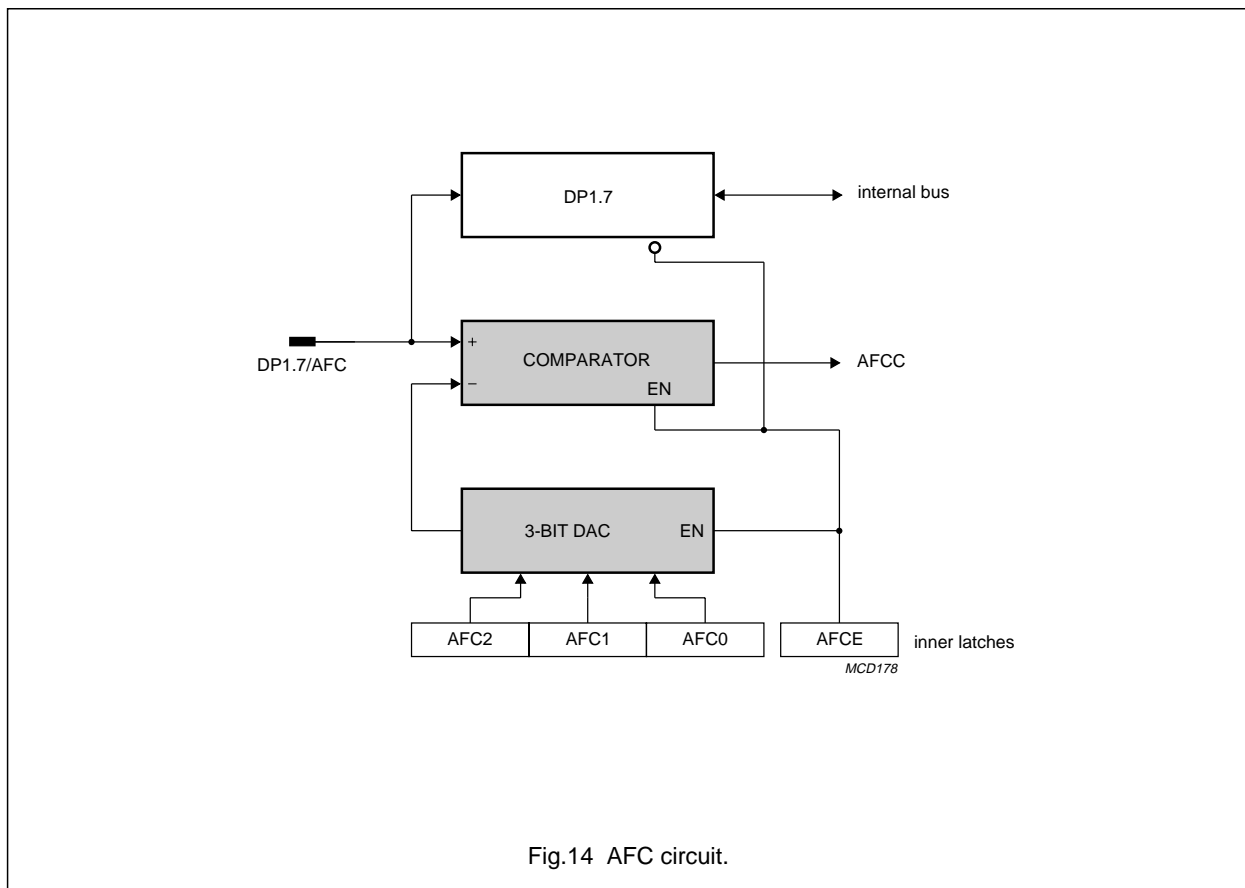 DP1.7
internal bus
DP1.7/AFC
+
COMPARATOR
AFCC
−
EN
3-BIT DAC
EN
AFC2
AFC1
AFC0
AFCE
inner latches
MCD178
Fig.14 AFC circuit.